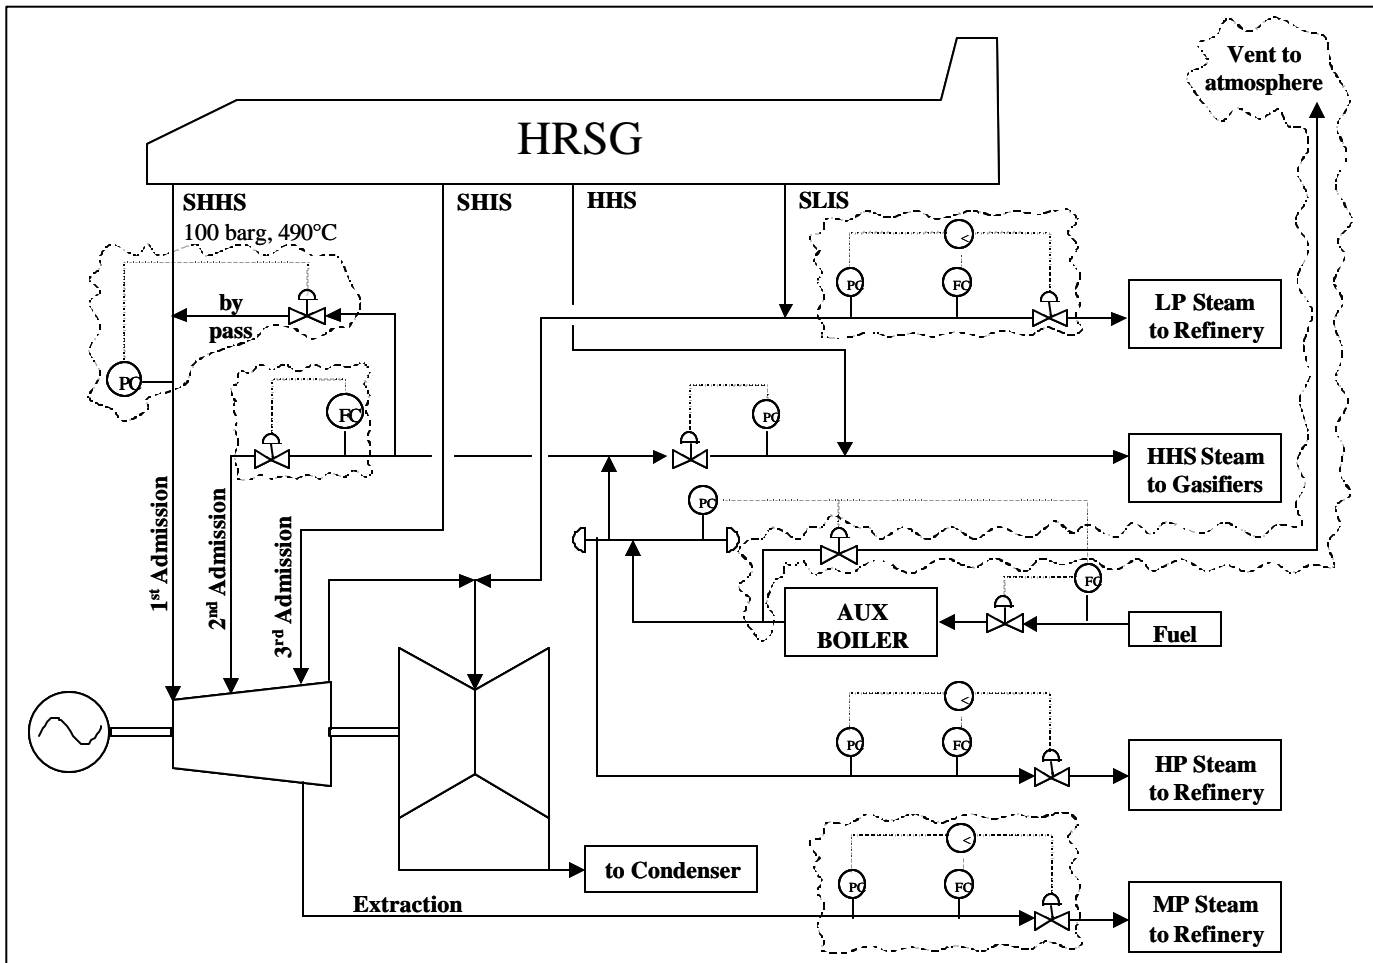 Vent to
atmosphere
HRSG
SHHS
SHIS
HHS
SLIS
100 barg, 490°C
<
by
pass
PC
FC
LP Steam
to Refinery
PC
FC
PC
HHS Steam
to Gasifiers
PC
1st Admission
2nd Admission
3rd Admission
FC
AUX
BOILER
Fuel
<
PC
FC
HP Steam
to Refinery
<
to Condenser
PC
FC
Extraction
MP Steam
to Refinery